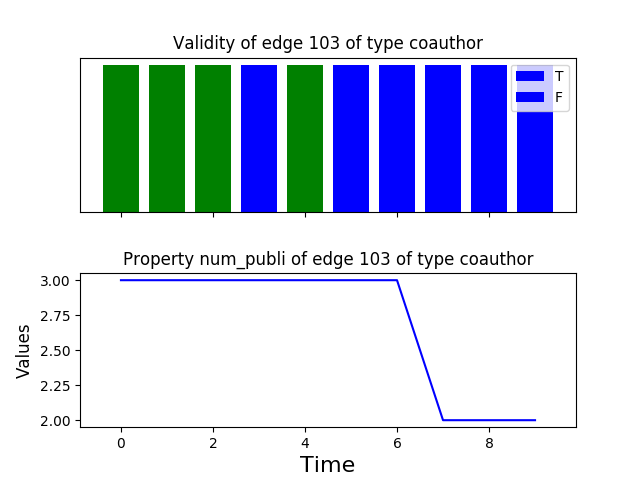 Validity of edge 103 of type coauthor
T
F
Property num_publi of edge 103 of type coauthor
3.00
2.75
2.50
2.25
2.00
Values
0 2 4 6 8
Time